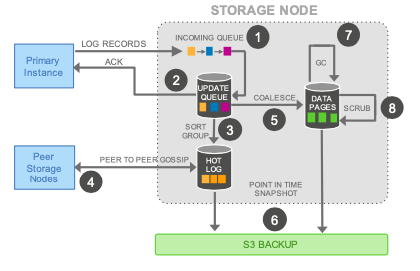 STORAGE NODE
LOG RECORDS
INCOMING QUEUE
1
7
Primary
Instance
ACK
2
GC
UPDATE
QUEUE
COALESCE
5
DATA
PAGES
SCRUB
8
SORT
GROUP
3
Peer
Storage
Nodes
PEER TO PEER GOSSIP
4
HOT
LOG
POINT IN TIME
SNAPSHOT
6
S3 BACKUP